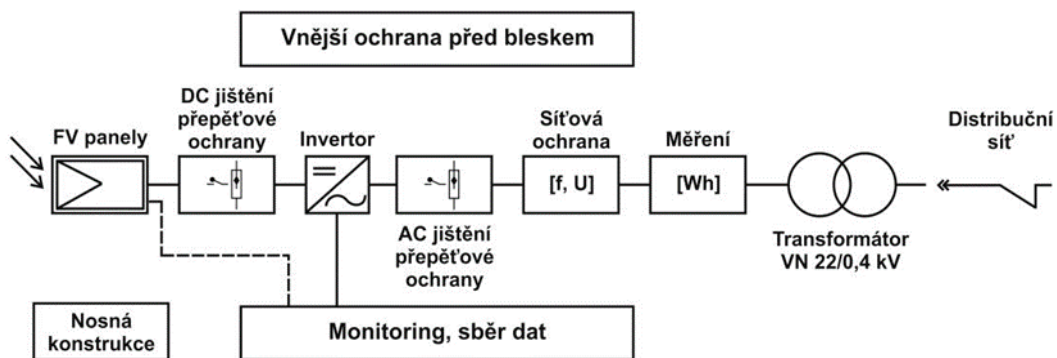 Vnější ochrana před bleskem
FV panely
DC jištění
přepěťové
ochrany
Invertor
AC jištění
přepěťové
ochrany
Síťová
ochrana
[f, U]
Měření
[Wh]
Transformátor
VN 22/0,4 kV
Distribuční
síť
Nosná
konstrukce
Monitoring, sběr dat